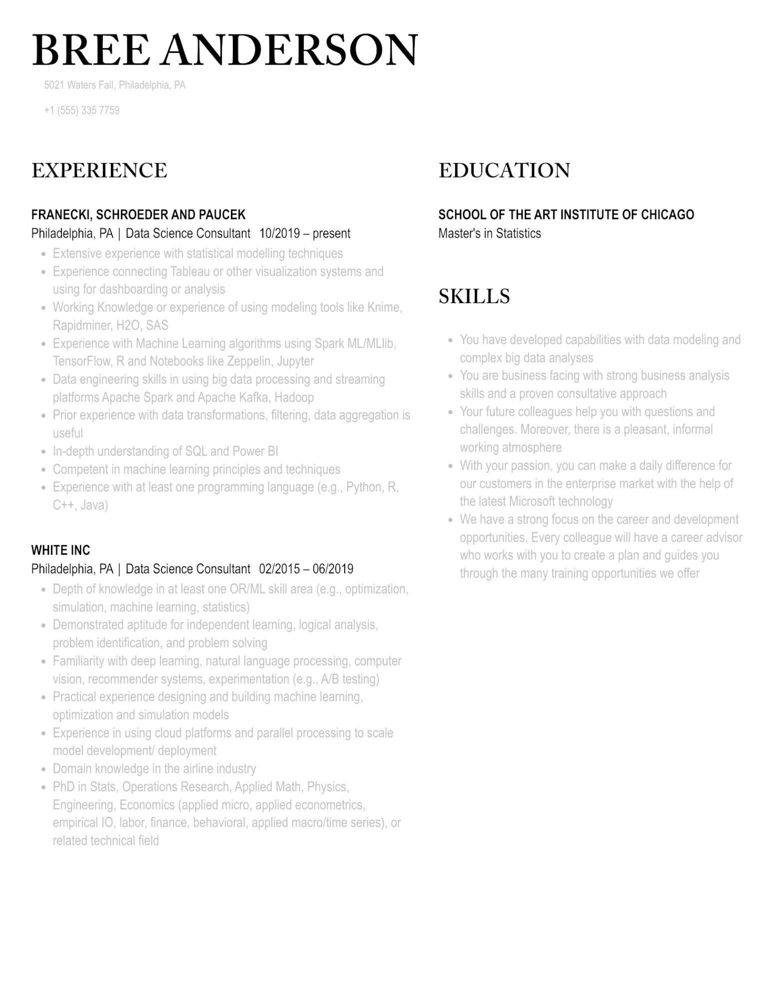 BREE ANDERSON
5021 Waters Fall, Philadelphia, PA
+1 (555) 335 7759
EXPERIENCE
FRANECKI, SCHROEDER AND PAUCEK
Philadelphia, PA | Data Science Consultant 10/2019 – present
• Extensive experience with statistical modelling techniques
• Experience connecting Tableau or other visualization systems and
using for dashboarding or analysis
• Working Knowledge or experience of using modeling tools like Knime,
Rapidminer, H2O, SAS
• Experience with Machine Learning algorithms using Spark ML/MLlib,
TensorFlow, R and Notebooks like Zeppelin, Jupyter
• Data engineering skills in using big data processing and streaming
platforms Apache Spark and Apache Kafka, Hadoop
• Prior experience with data transformations, filtering, data aggregation is
useful
• In-depth understanding of SQL and Power BI
• Competent in machine learning principles and techniques
• Experience with at least one programming language (e.g., Python, R,
C++, Java)
WHITE INC
Philadelphia, PA | Data Science Consultant 02/2015 – 06/2019
• Depth of knowledge in at least one OR/ML skill area (e.g., optimization,
simulation, machine learning, statistics)
• Demonstrated aptitude for independent learning, logical analysis,
problem identification, and problem solving
• Familiarity with deep learning, natural language processing, computer
vision, recommender systems, experimentation (e.g., A/B testing)
• Practical experience designing and building machine learning,
optimization and simulation models
• Experience in using cloud platforms and parallel processing to scale
model development/ deployment
• Domain knowledge in the airline industry
• PhD in Stats, Operations Research, Applied Math, Physics,
Engineering, Economics (applied micro, applied econometrics,
empirical IO, labor, finance, behavioral, applied macro/time series), or
related technical field
EDUCATION
SCHOOL OF THE ART INSTITUTE OF CHICAGO
Master's in Statistics
SKILLS
• You have developed capabilities with data modeling and
complex big data analyses
• You are business facing with strong business analysis
skills and a proven consultative approach
• Your future colleagues help you with questions and
challenges. Moreover, there is a pleasant, informal
working atmosphere
• With your passion, you can make a daily difference for
our customers in the enterprise market with the help of
the latest Microsoft technology
• We have a strong focus on the career and development
opportunities. Every colleague will have a career advisor
who works with you to create a plan and guides you
through the many training opportunities we offer